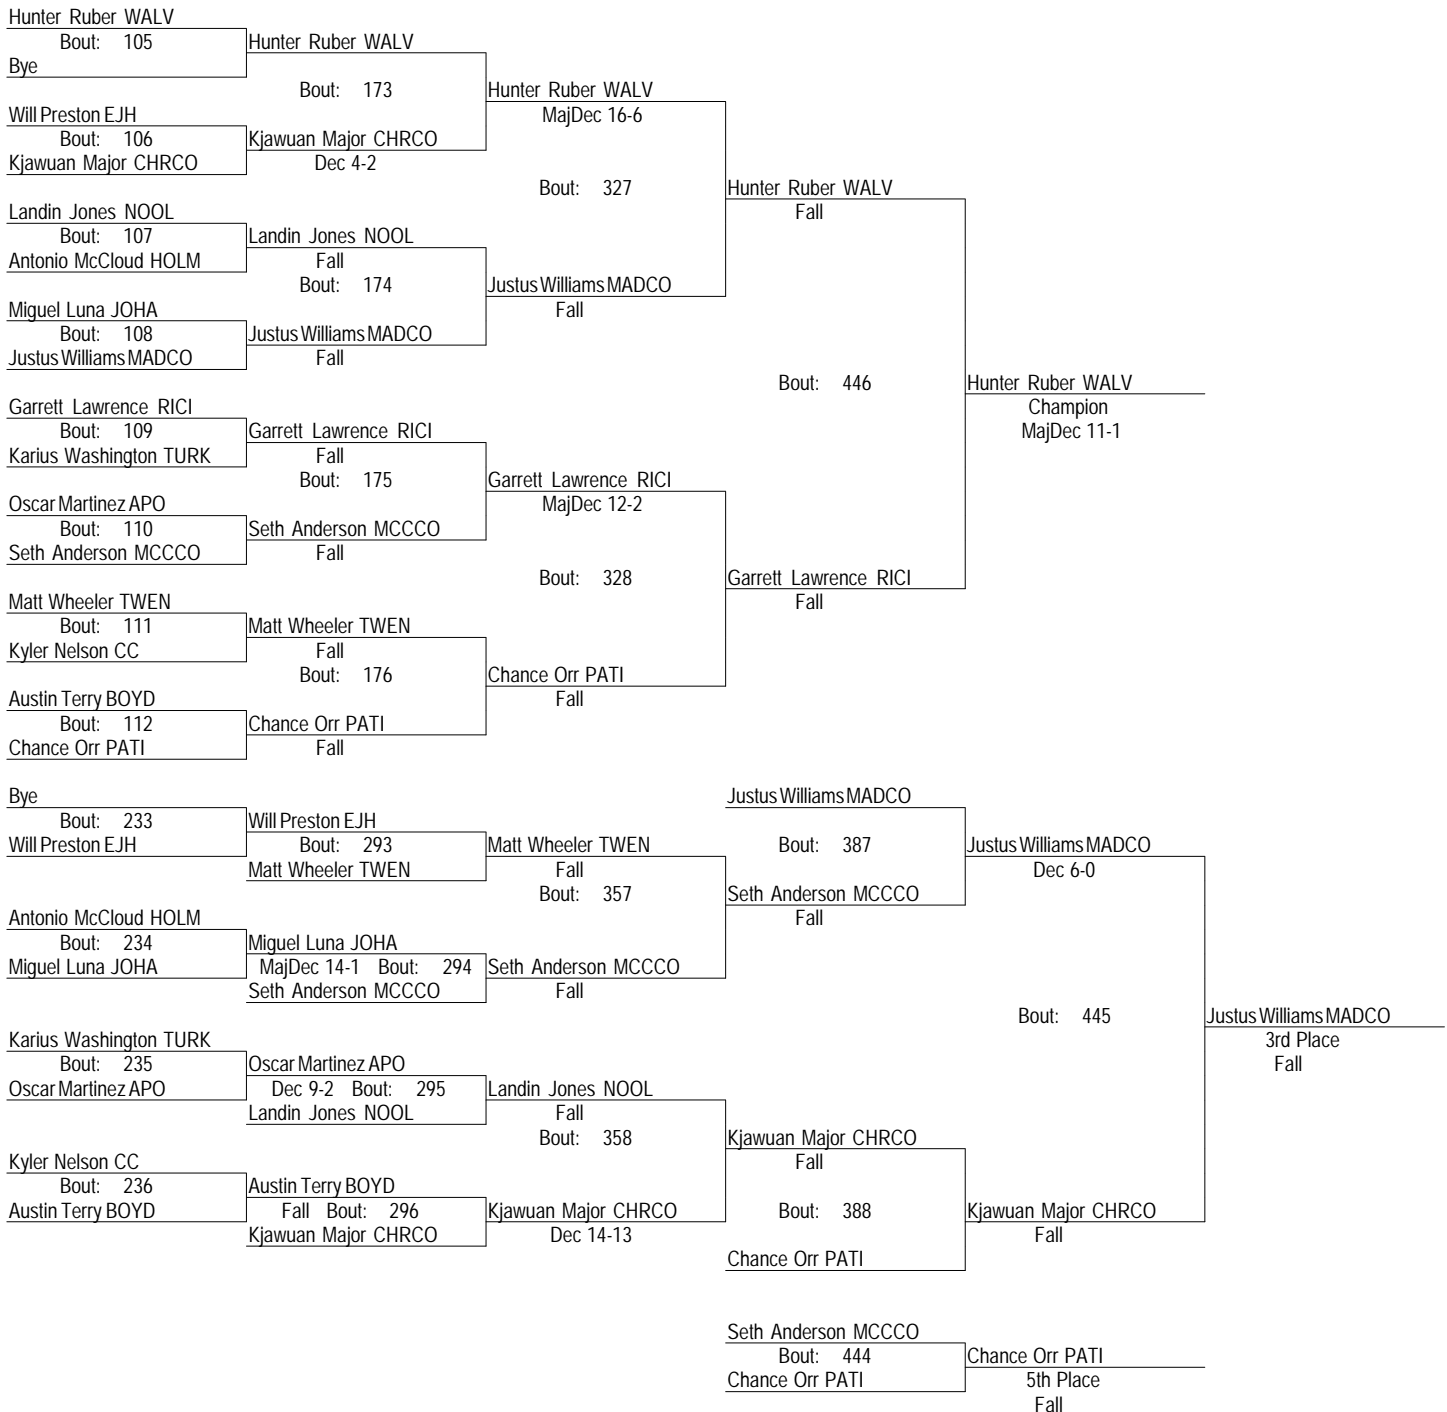 Hunter Ruber WALV
Bout: 105
Hunter Ruber WALV
Bye
Bout: 173
Hunter Ruber WALV
MajDec 16-6
Will Preston EJH
Bout: 106
Kjawuan Major CHRCO
Kjawuan Major CHRCO
Dec 4-2
Bout: 327
Hunter Ruber WALV
Fall
Landin Jones NOOL
Bout: 107
Landin Jones NOOL
Antonio McCloud HOLM
Fall
Bout: 174
Justus Williams MADCO
Fall
Miguel Luna JOHA
Bout: 108
Justus Williams MADCO
Justus Williams MADCO
Fall
Bout: 446
Hunter Ruber WALV
Champion
MajDec 11-1
Garrett Lawrence RICI
Bout: 109
Garrett Lawrence RICI
Karius Washington TURK
Fall
Bout: 175
Garrett Lawrence RICI
MajDec 12-2
Oscar Martinez APO
Bout: 110
Seth Anderson MCCCO
Seth Anderson MCCCO
Fall
Bout: 328
Garrett Lawrence RICI
Fall
Matt Wheeler TWEN
Bout: 111
Matt Wheeler TWEN
Kyler Nelson CC
Fall
Bout: 176
Chance Orr PATI
Fall
Austin Terry BOYD
Bout: 112
Chance Orr PATI
Chance Orr PATI
Fall
Bye
Bout: 233
Will Preston EJH
Will Preston EJH
Bout: 293
Matt Wheeler TWEN
Matt Wheeler TWEN
Fall
Bout: 357
Justus Williams MADCO
Bout: 387
Justus Williams MADCO
Dec 6-0
Seth Anderson MCCCO
Fall
Antonio McCloud HOLM
Bout: 234
Miguel Luna JOHA
Miguel Luna JOHA
MajDec 14-1 Bout: 294
Seth Anderson MCCCO
Seth Anderson MCCCO
Fall
Bout: 445
Justus Williams MADCO
3rd Place
Fall
Karius Washington TURK
Bout: 235
Oscar Martinez APO
Oscar Martinez APO
Dec 9-2 Bout: 295
Landin Jones NOOL
Landin Jones NOOL
Fall
Bout: 358
Kjawuan Major CHRCO
Fall
Kyler Nelson CC
Bout: 236
Austin Terry BOYD
Austin Terry BOYD
Fall Bout: 296
Kjawuan Major CHRCO
Kjawuan Major CHRCO
Dec 14-13
Bout: 388
Kjawuan Major CHRCO
Fall
Chance Orr PATI
Seth Anderson MCCCO
Bout: 444
Chance Orr PATI
Chance Orr PATI
5th Place
Fall